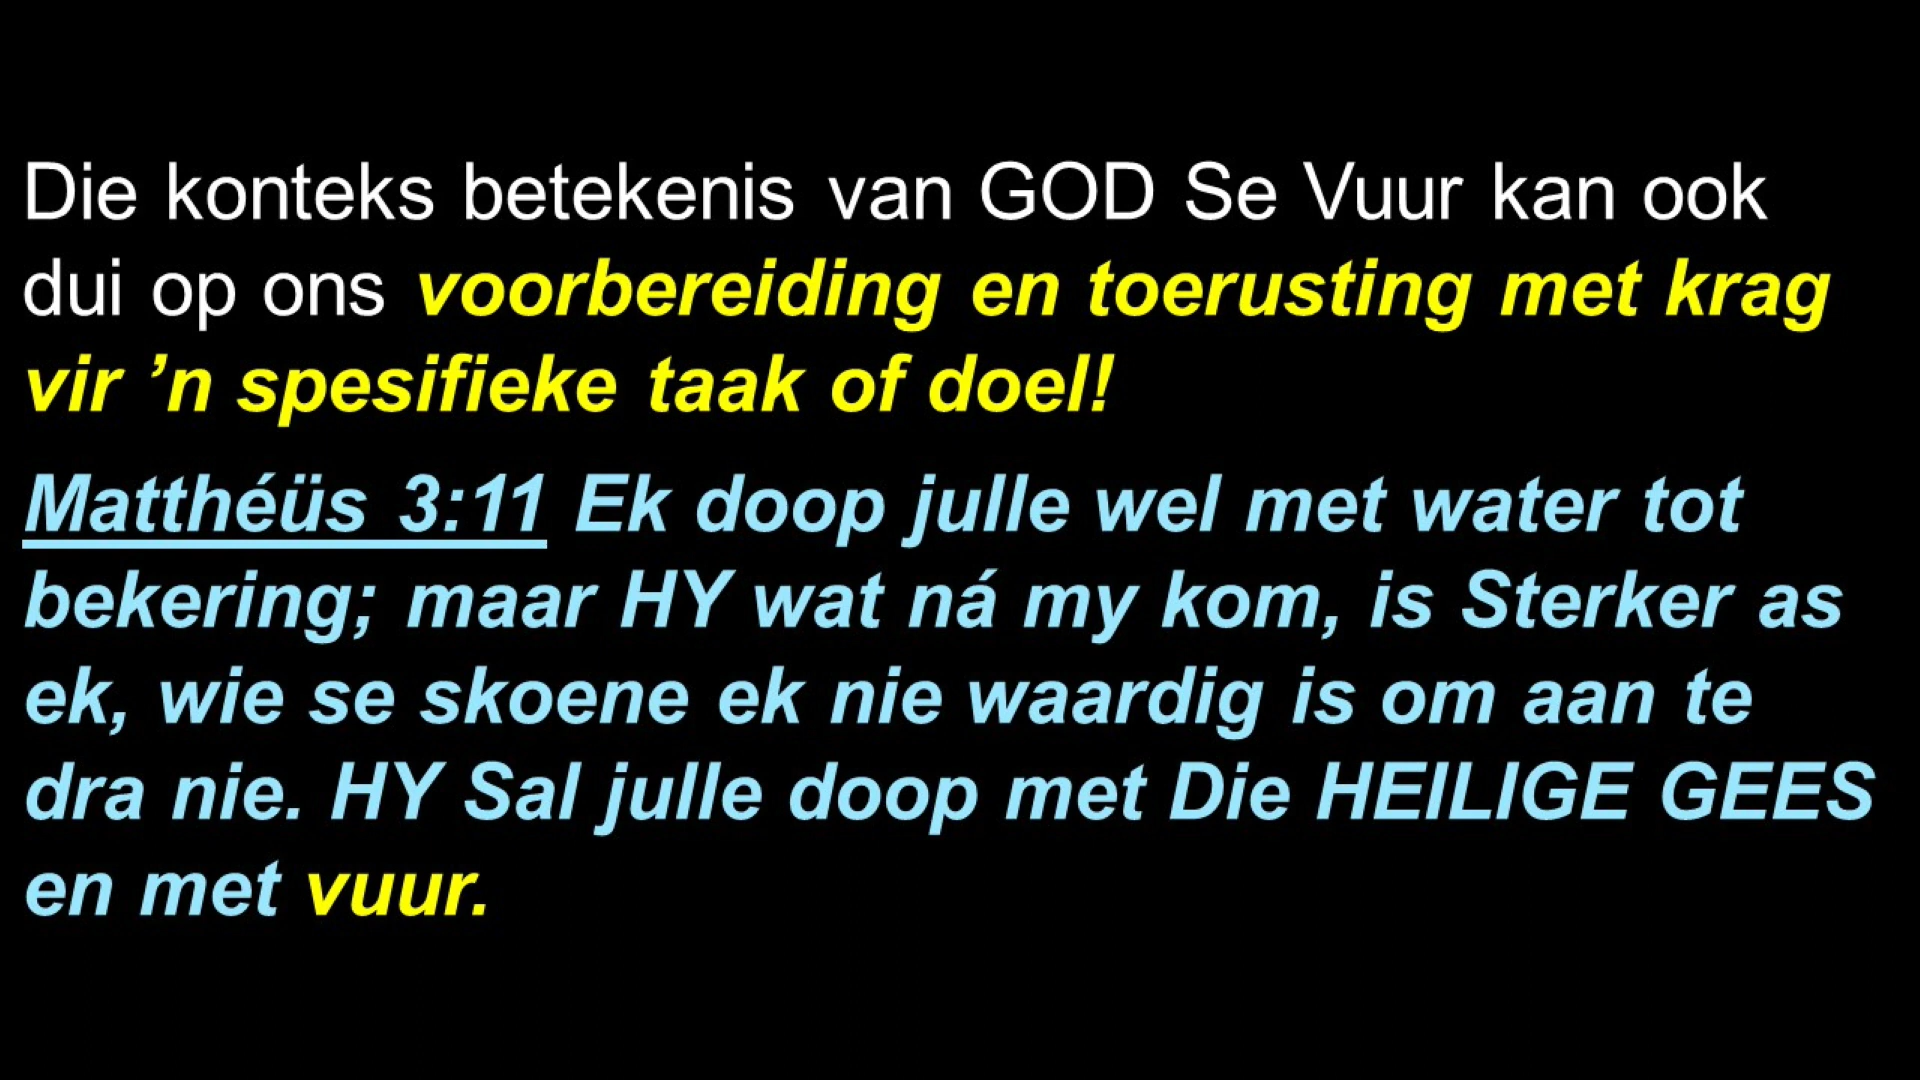 Die konteks betekenis van GOD Se Vuur kan ook
dui op ons voorbereiding en toerusting met krag
vir ’n spesifieke taak of doel!
Matthéüs 3:11 Ek doop julle wel met water tot
bekering; maar HY wat ná my kom, is Sterker as
ek, wie se skoene ek nie waardig is om aan te
dra nie. HY Sal julle doop met Die HEILIGE GEES
en met vuur.